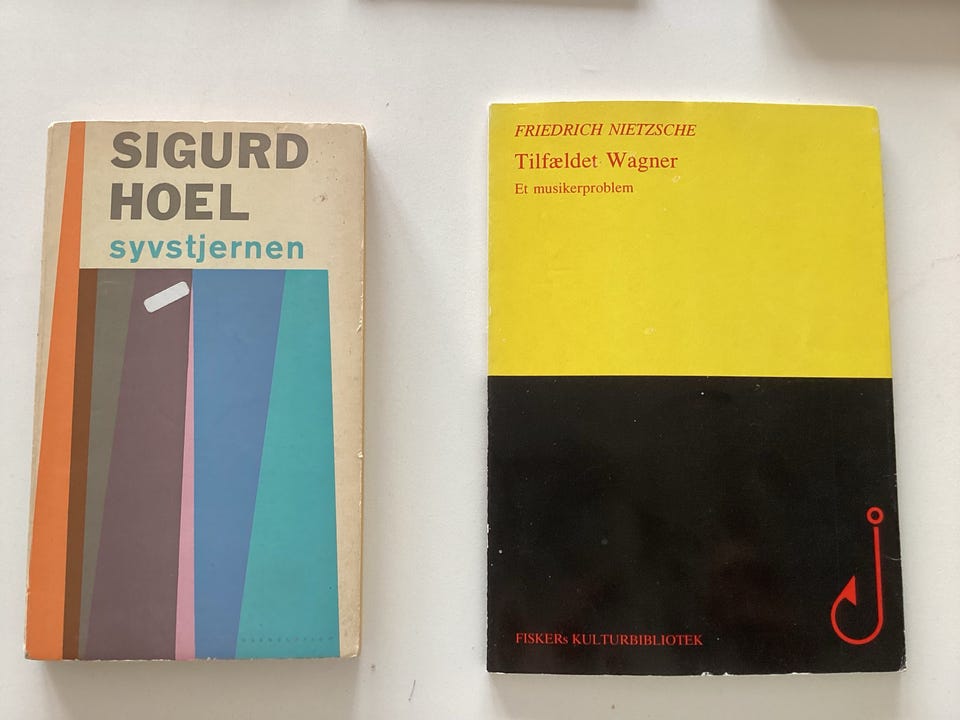 SIGURD
HOEL
syvstjernen
FRIEDRICH NIETZSCHE
Tilfældet Wagner
Et musikerproblem
FISKERs KULTURBIBLIOTEK